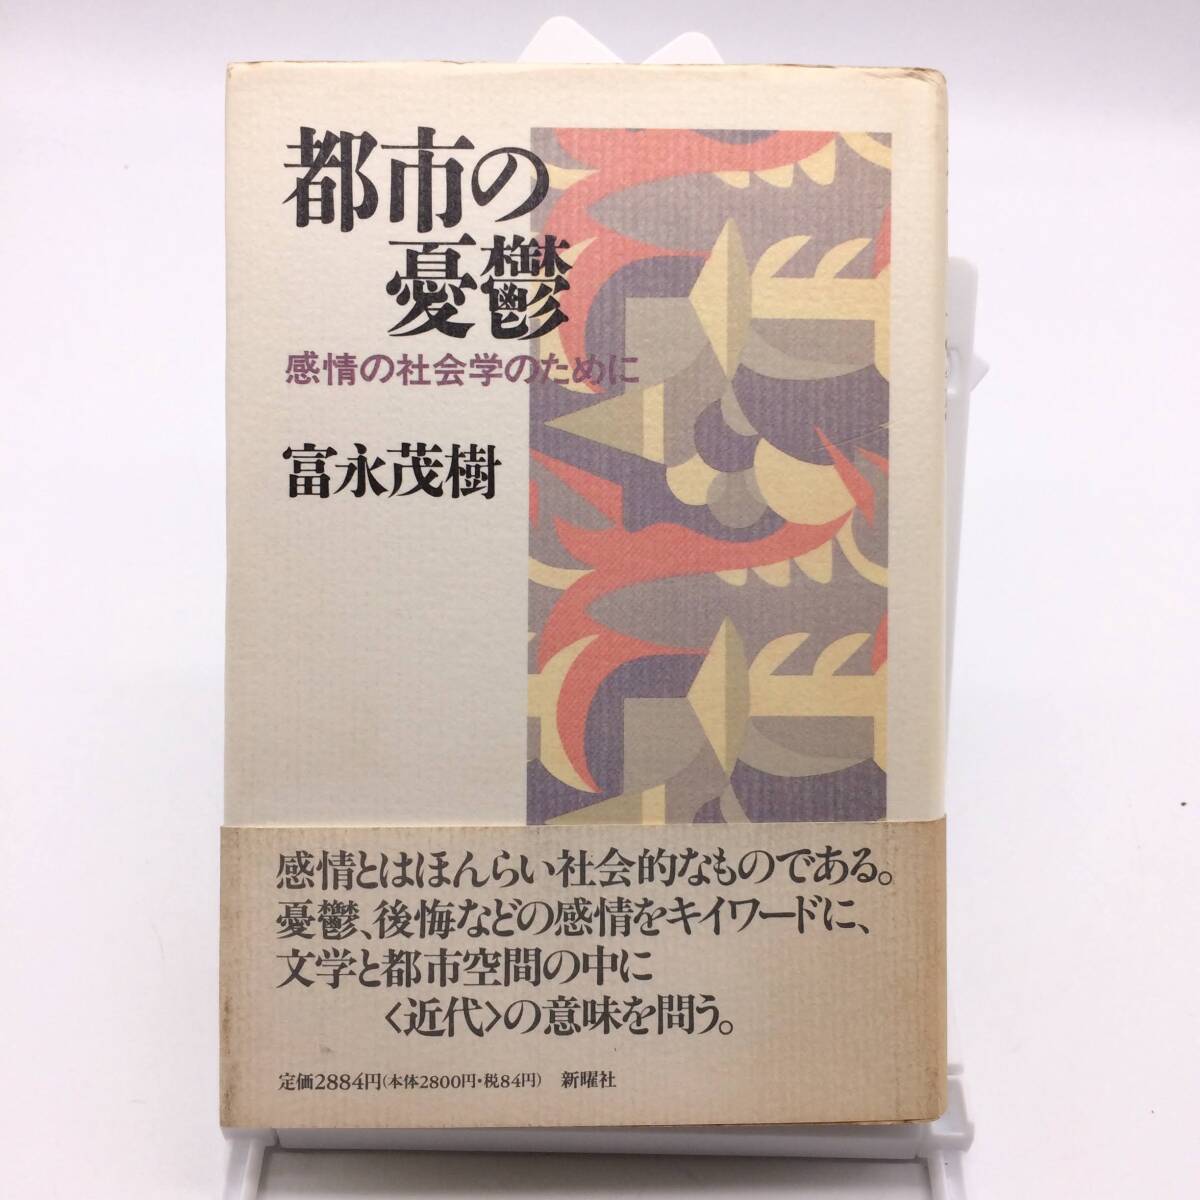 都市の
憂鬱
感情の社会学のために
富永茂樹
感情とはほんらい社会的なものである。
憂鬱、後悔などの感情をキイワードに、
文学と都市空間の中に
〈近代〉の意味を問う。
定価2884円(本体2800円・税84円) 新曜社